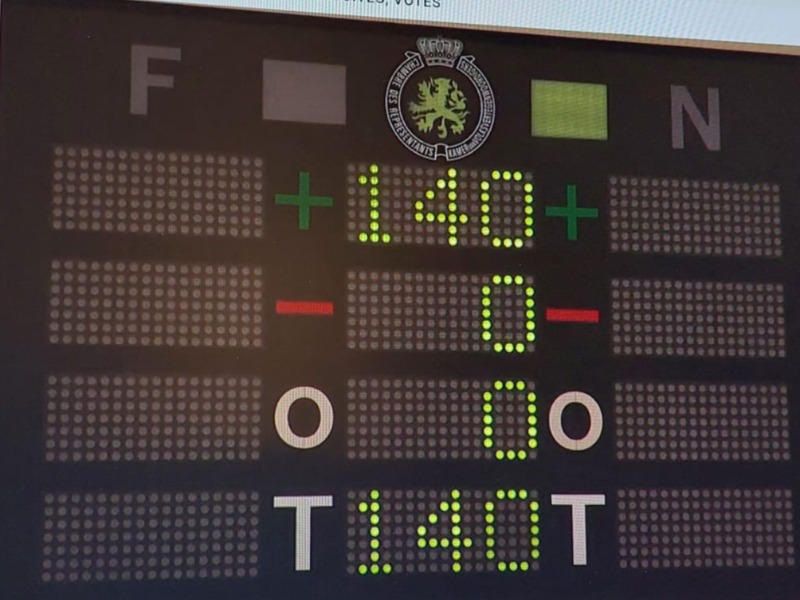 VOTES
F N
CHAMBRE DES REPRÉSENTANTS KAMER VAN VOLKSVERTEGENWOORDIGERS
+ 140 +
− 0 −
O 0 O
T 140 T